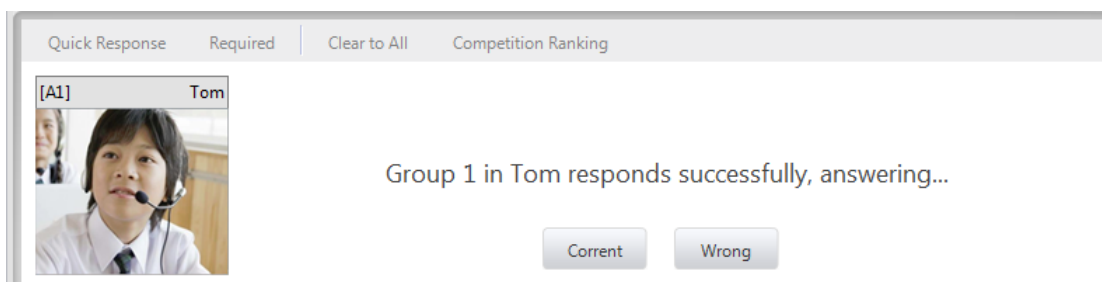 Quick Response Required Clear to All Competition Ranking
[A1] Tom
Group 1 in Tom responds successfully, answering...
Corrent Wrong